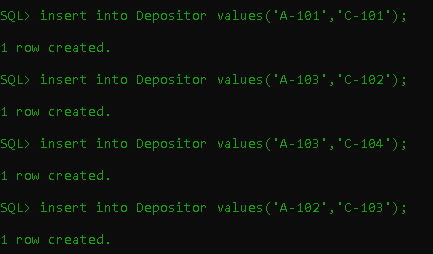 SQL> insert into Depositor values('A-101','C-101');
1 row created.
SQL> insert into Depositor values('A-103','C-102');
1 row created.
SQL> insert into Depositor values('A-103','C-104');
1 row created.
SQL> insert into Depositor values('A-102','C-103');
1 row created.